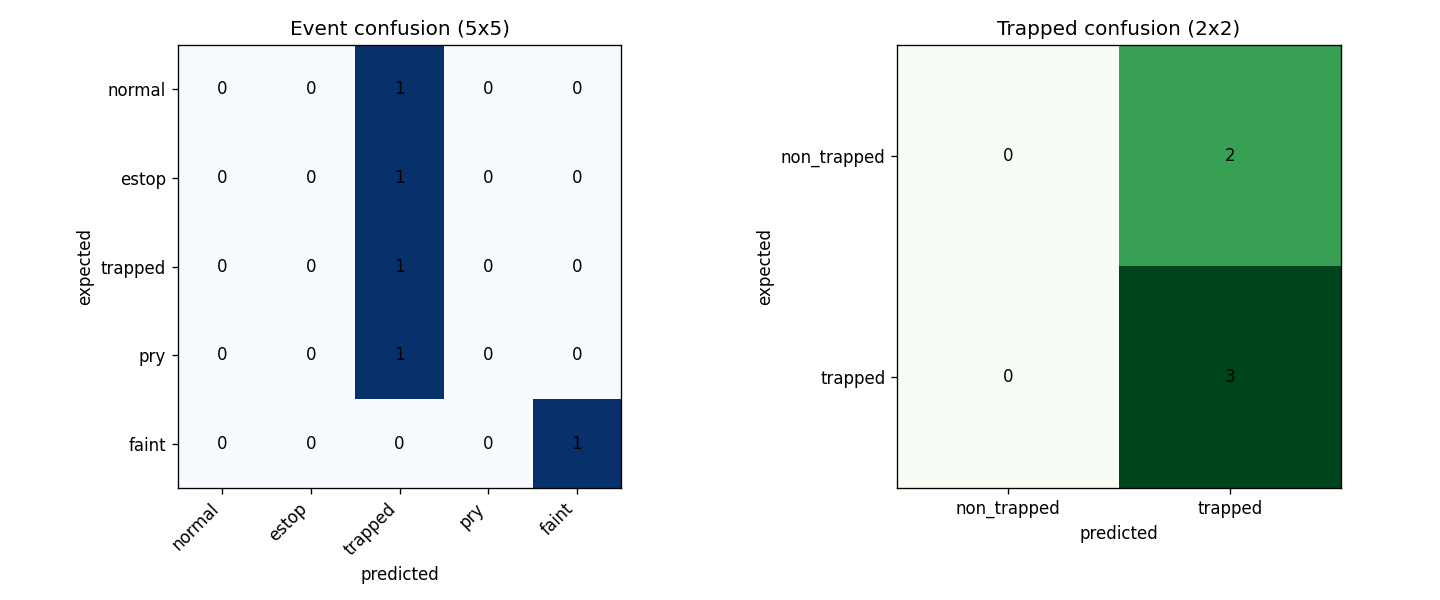 Event confusion (5x5)
normal 0 0 1 0 0
estop 0 0 1 0 0
trapped 0 0 1 0 0
pry 0 0 1 0 0
faint 0 0 0 0 1
expected
normal estop trapped pry faint
predicted
Trapped confusion (2x2)
non_trapped 0 2
trapped 0 3
expected
non_trapped trapped
predicted